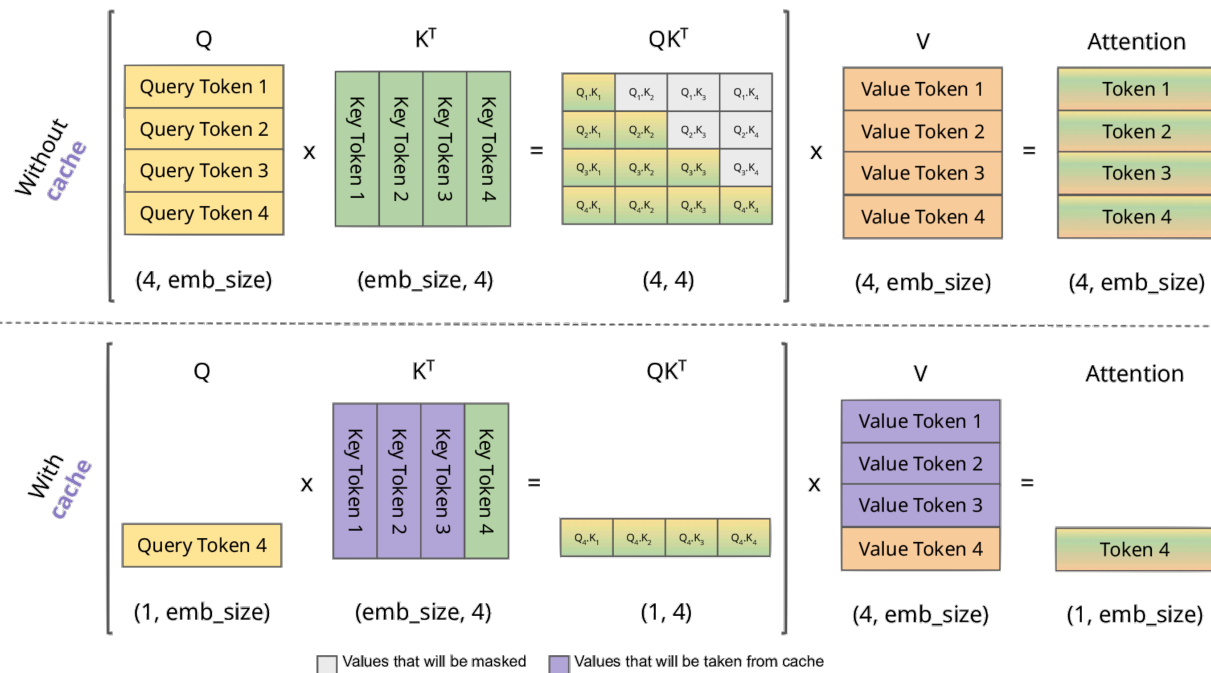 Q
K^T
QK^T
V
Attention
Without
cache
Query Token 1
Query Token 2
Query Token 3
Query Token 4
x
Key Token 1
Key Token 2
Key Token 3
Key Token 4
=
Q₁.K₁ Q₁.K₂ Q₁.K₃ Q₁.K₄
Q₂.K₁ Q₂.K₂ Q₂.K₃ Q₂.K₄
Q₃.K₁ Q₃.K₂ Q₃.K₃ Q₃.K₄
Q₄.K₁ Q₄.K₂ Q₄.K₃ Q₄.K₄
x
Value Token 1
Value Token 2
Value Token 3
Value Token 4
=
Token 1
Token 2
Token 3
Token 4
(4, emb_size)
(emb_size, 4)
(4, 4)
(4, emb_size)
(4, emb_size)
Q
K^T
QK^T
V
Attention
With
cache
Query Token 4
x
Key Token 1
Key Token 2
Key Token 3
Key Token 4
=
Q₄.K₁ Q₄.K₂ Q₄.K₃ Q₄.K₄
x
Value Token 1
Value Token 2
Value Token 3
Value Token 4
=
Token 4
(1, emb_size)
(emb_size, 4)
(1, 4)
(4, emb_size)
(1, emb_size)
Values that will be masked
Values that will be taken from cache